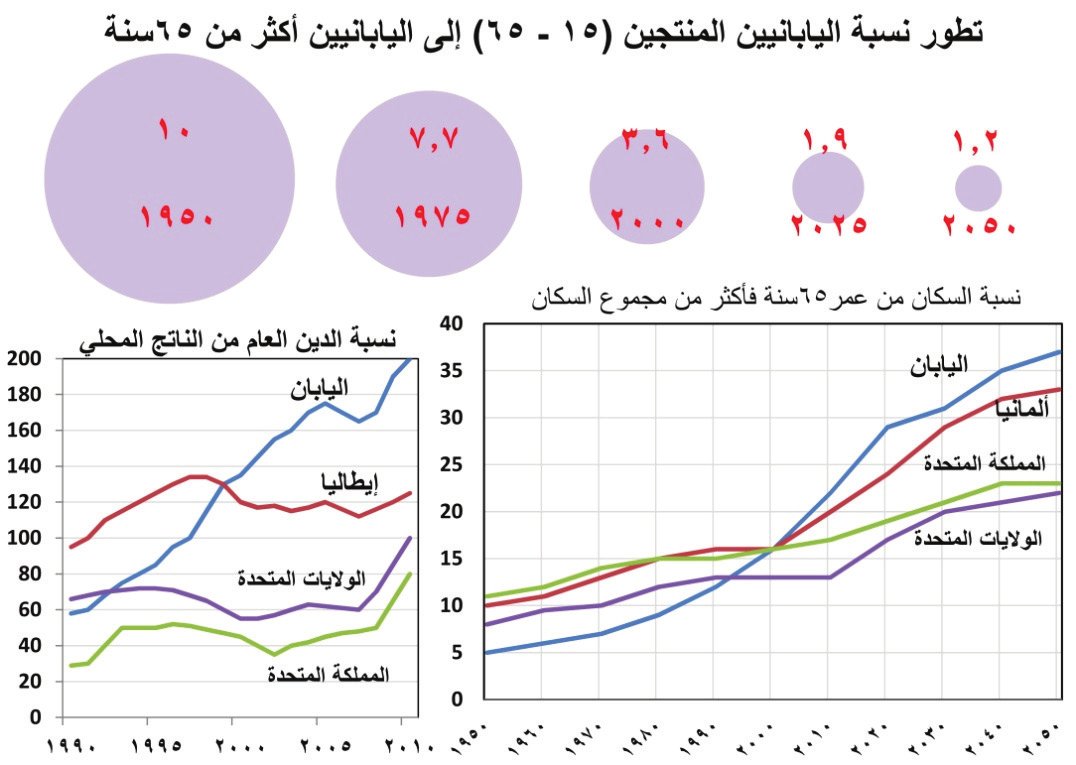 تطور نسبة اليابانيين المنتجين (١٥ - ٦٥) إلى اليابانيين أكثر من ٦٥سنة
١٠
١٩٥٠
٧,٧
١٩٧٥
٣,٦
٢٠٠٠
١,٩
٢٠٢٥
١,٢
٢٠٥٠
نسبة السكان من عمر٦٥سنة فأكثر من مجموع السكان
40
35
30
25
20
15
10
5
0
اليابان
ألمانيا
المملكة المتحدة
الولايات المتحدة
١٩٥٠ ١٩٦٠ ١٩٧٠ ١٩٨٠ ١٩٩٠ ٢٠٠٠ ٢٠١٠ ٢٠٢٠ ٢٠٣٠ ٢٠٤٠ ٢٠٥٠
نسبة الدين العام من الناتج المحلي
200
180
160
140
120
100
80
60
40
20
0
اليابان
إيطاليا
الولايات المتحدة
المملكة المتحدة
١٩٩٠ ١٩٩٥ ٢٠٠٠ ٢٠٠٥ ٢٠١٠